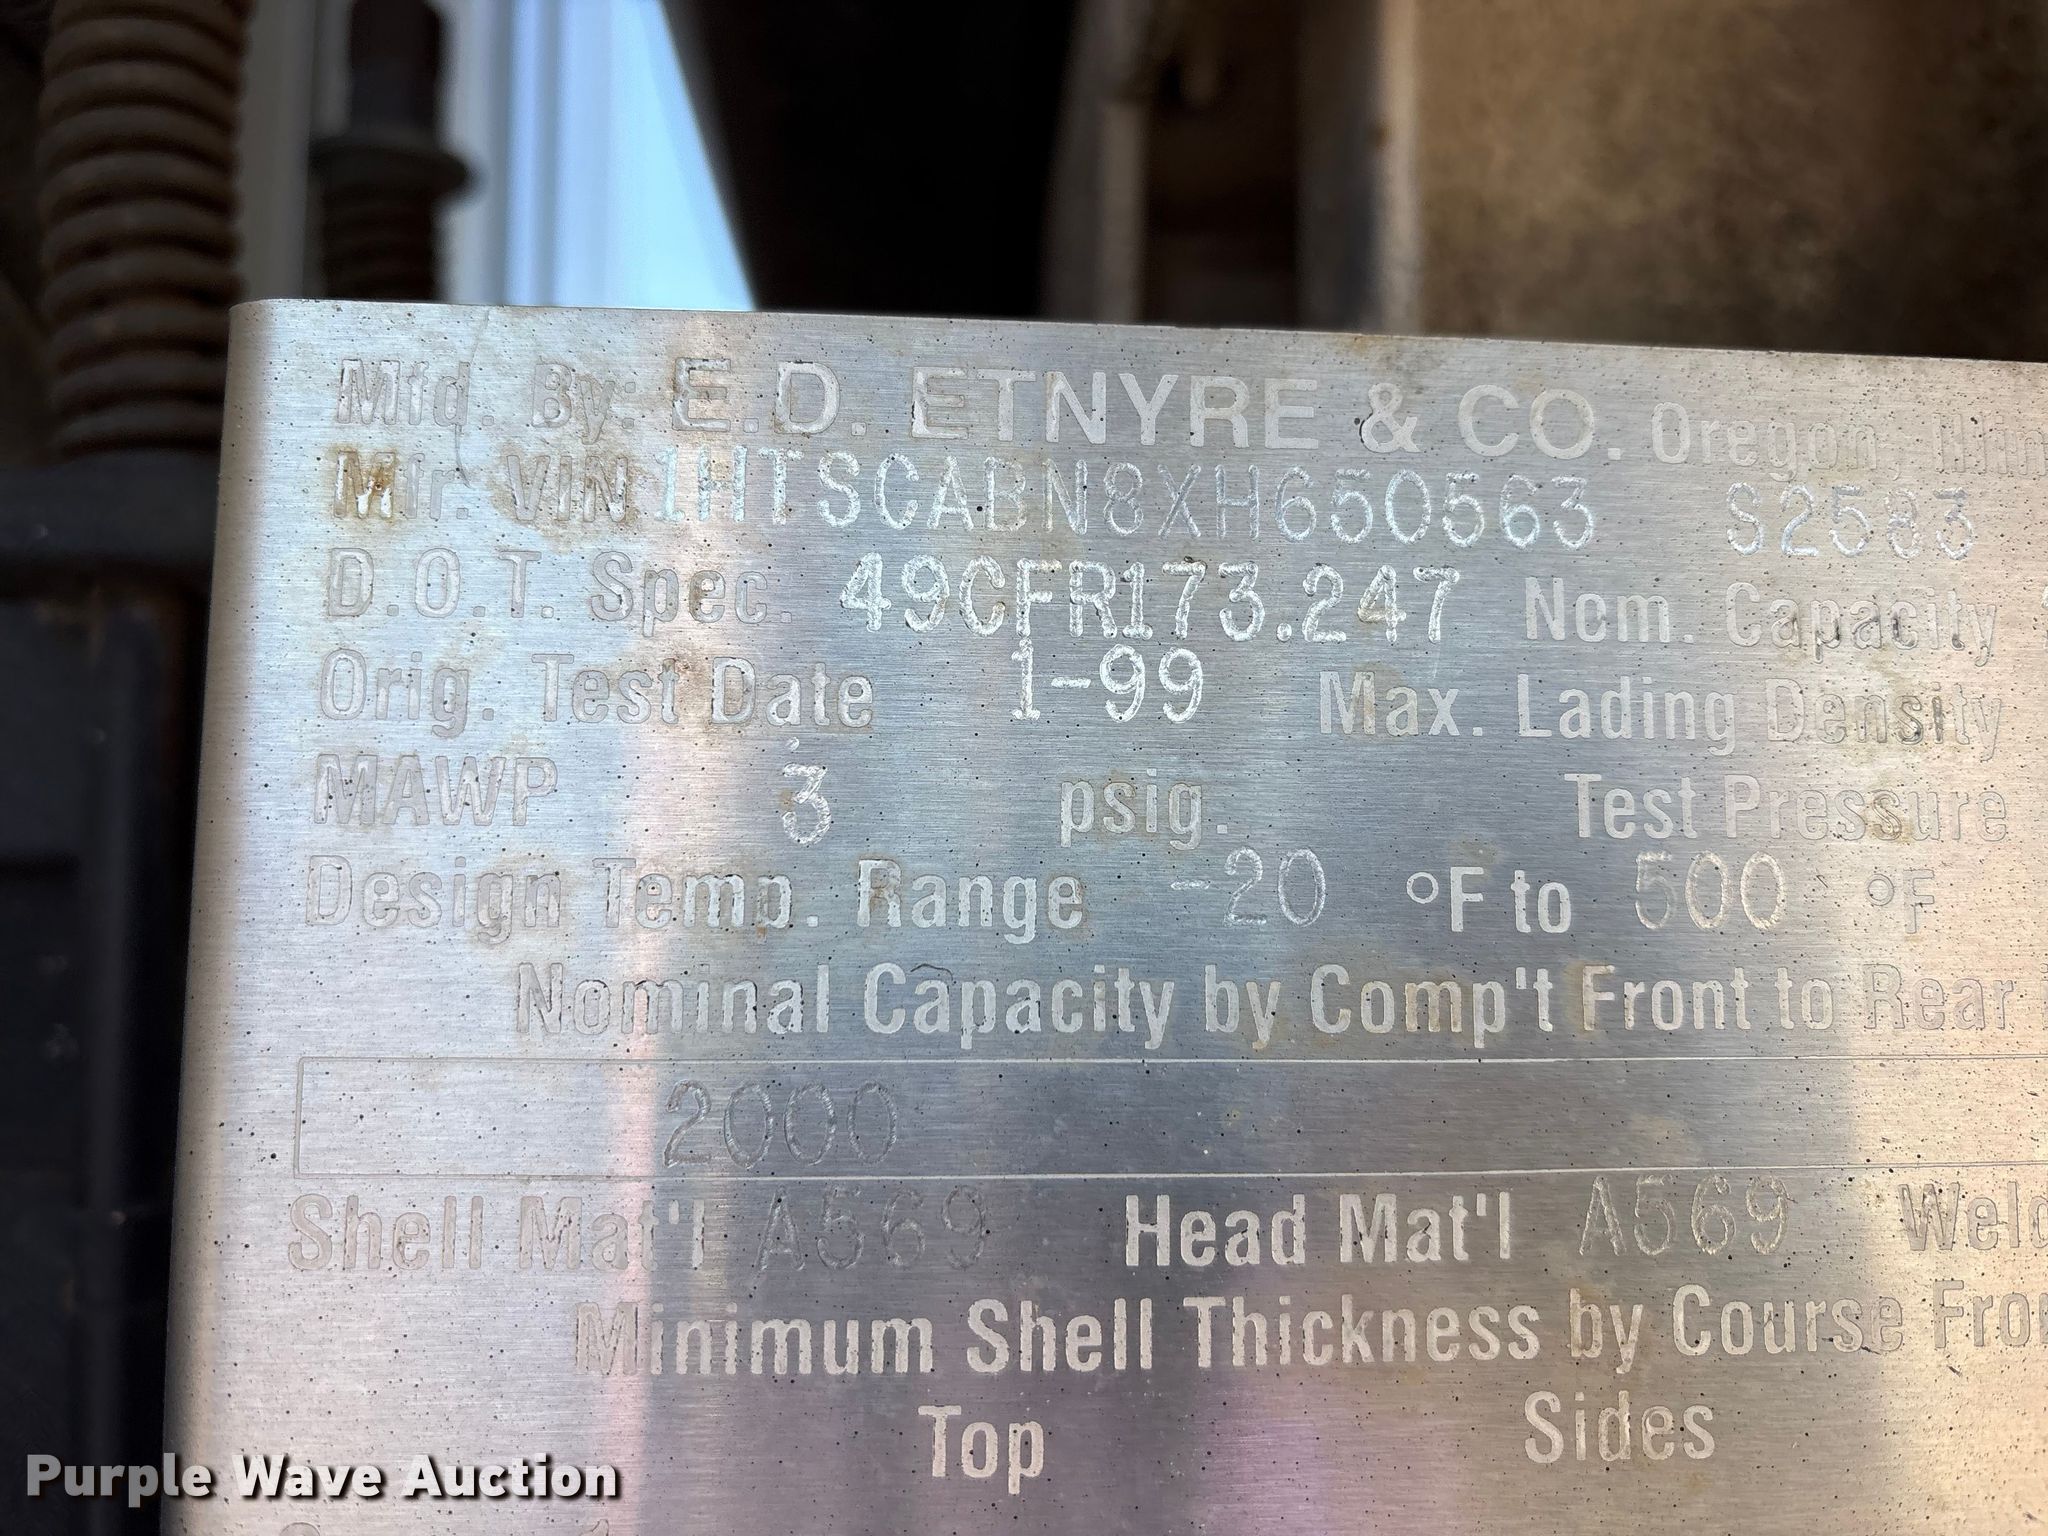 Mfd. By: E.D. ETNYRE & CO. Oregon,
Mfr. VIN 1HTSCABN8XH650563 S2583
D.O.T. Spec. 49CFR173.247 Nom. Capacity
Orig. Test Date 1-99 Max. Lading Density
MAWP 3 psig. Test Pressure
Design Temp. Range -20 °F to 500 °F
Nominal Capacity by Comp't Front to Rear
2000
Shell Mat'l A569 Head Mat'l A569
Minimum Shell Thickness by Course
Top Sides
Purple Wave Auction